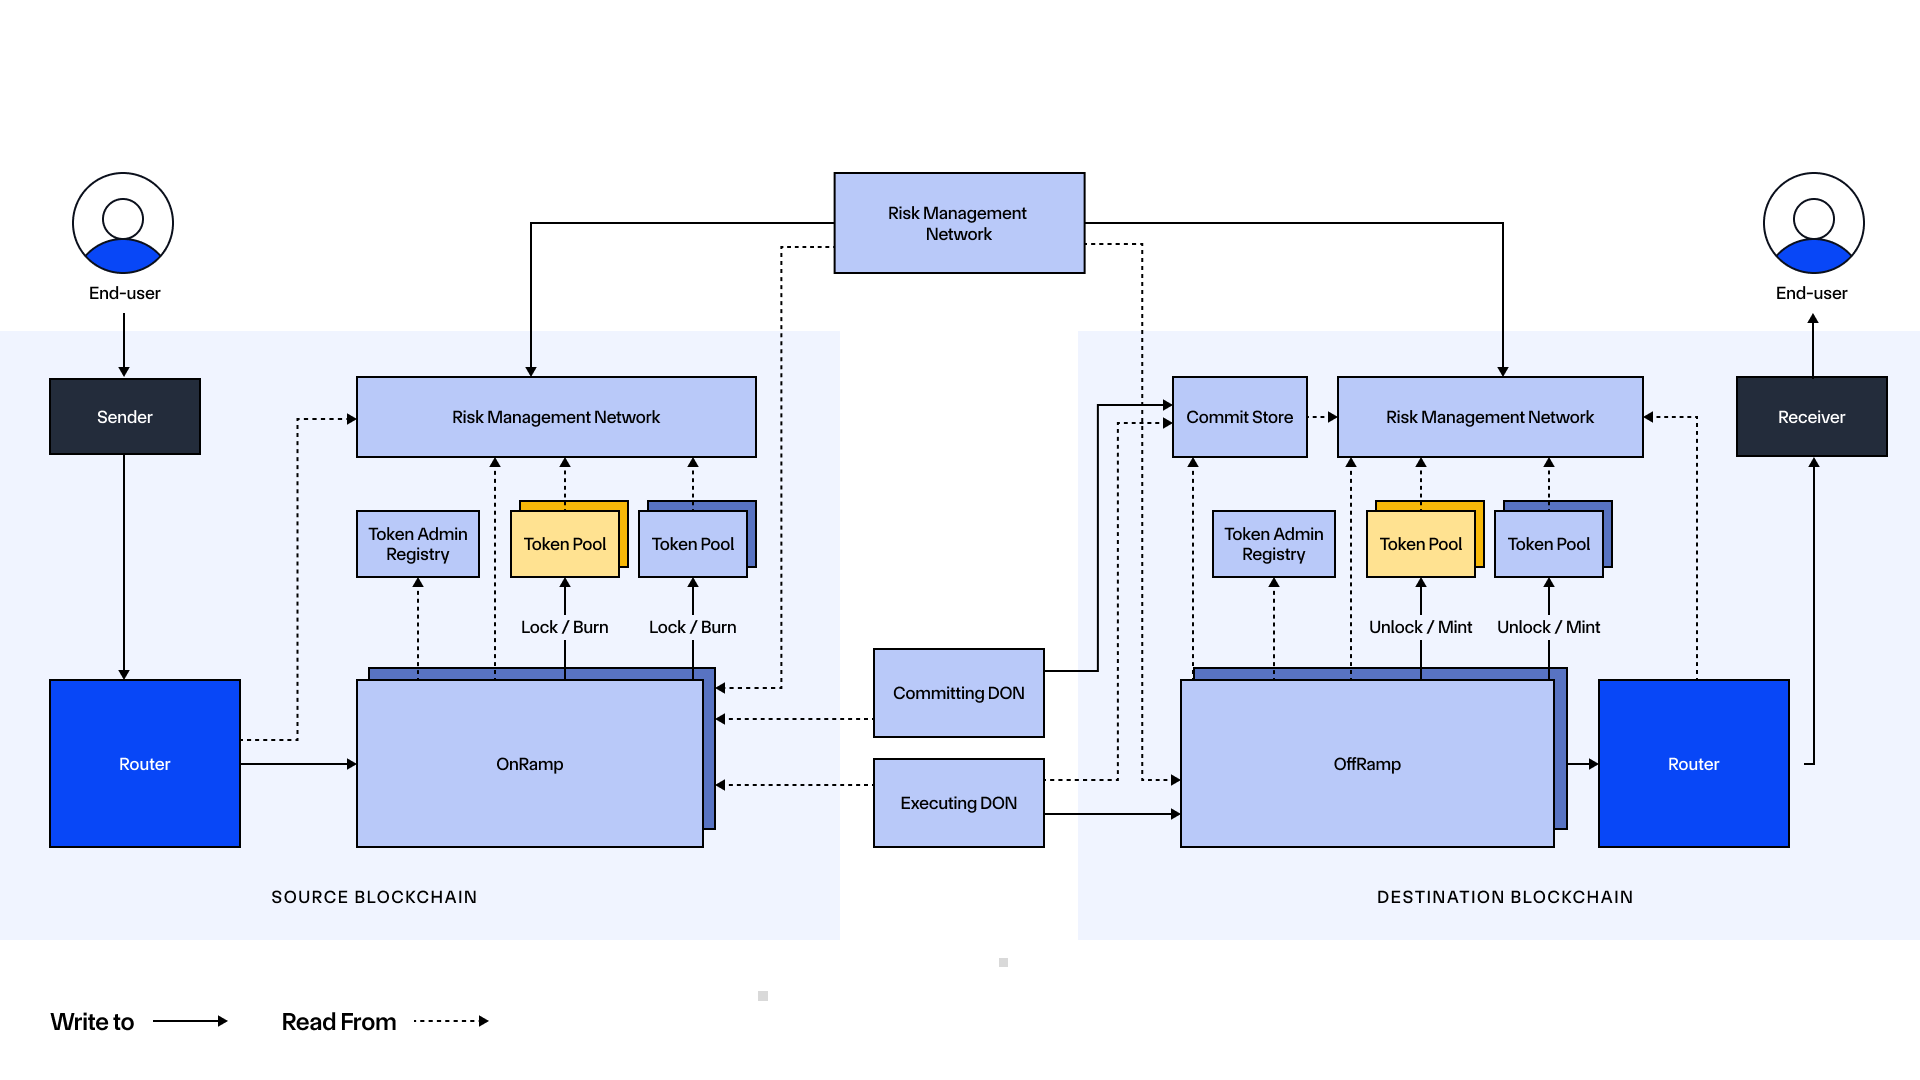 Risk Management
Network
End-user
End-user
Sender
Risk Management Network
Commit Store
Risk Management Network
Receiver
Token Admin
Registry
Token Pool
Token Pool
Token Admin
Registry
Token Pool
Token Pool
Lock / Burn
Lock / Burn
Unlock / Mint
Unlock / Mint
Committing DON
Router
OnRamp
OffRamp
Router
Executing DON
SOURCE BLOCKCHAIN
DESTINATION BLOCKCHAIN
Write to
Read From